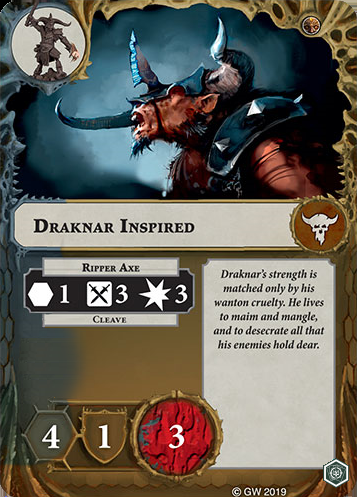 Draknar Inspired
Ripper Axe
1 3 3
Cleave
Draknar's strength is
matched only by his
wanton cruelty. He lives
to maim and mangle,
and to desecrate all that
his enemies hold dear.
4 1 3
© GW 2019